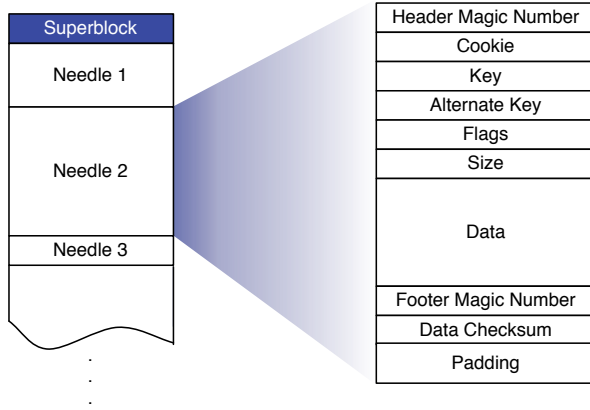 Superblock
Needle 1
Needle 2
Needle 3
.
.
.
Header Magic Number
Cookie
Key
Alternate Key
Flags
Size
Data
Footer Magic Number
Data Checksum
Padding